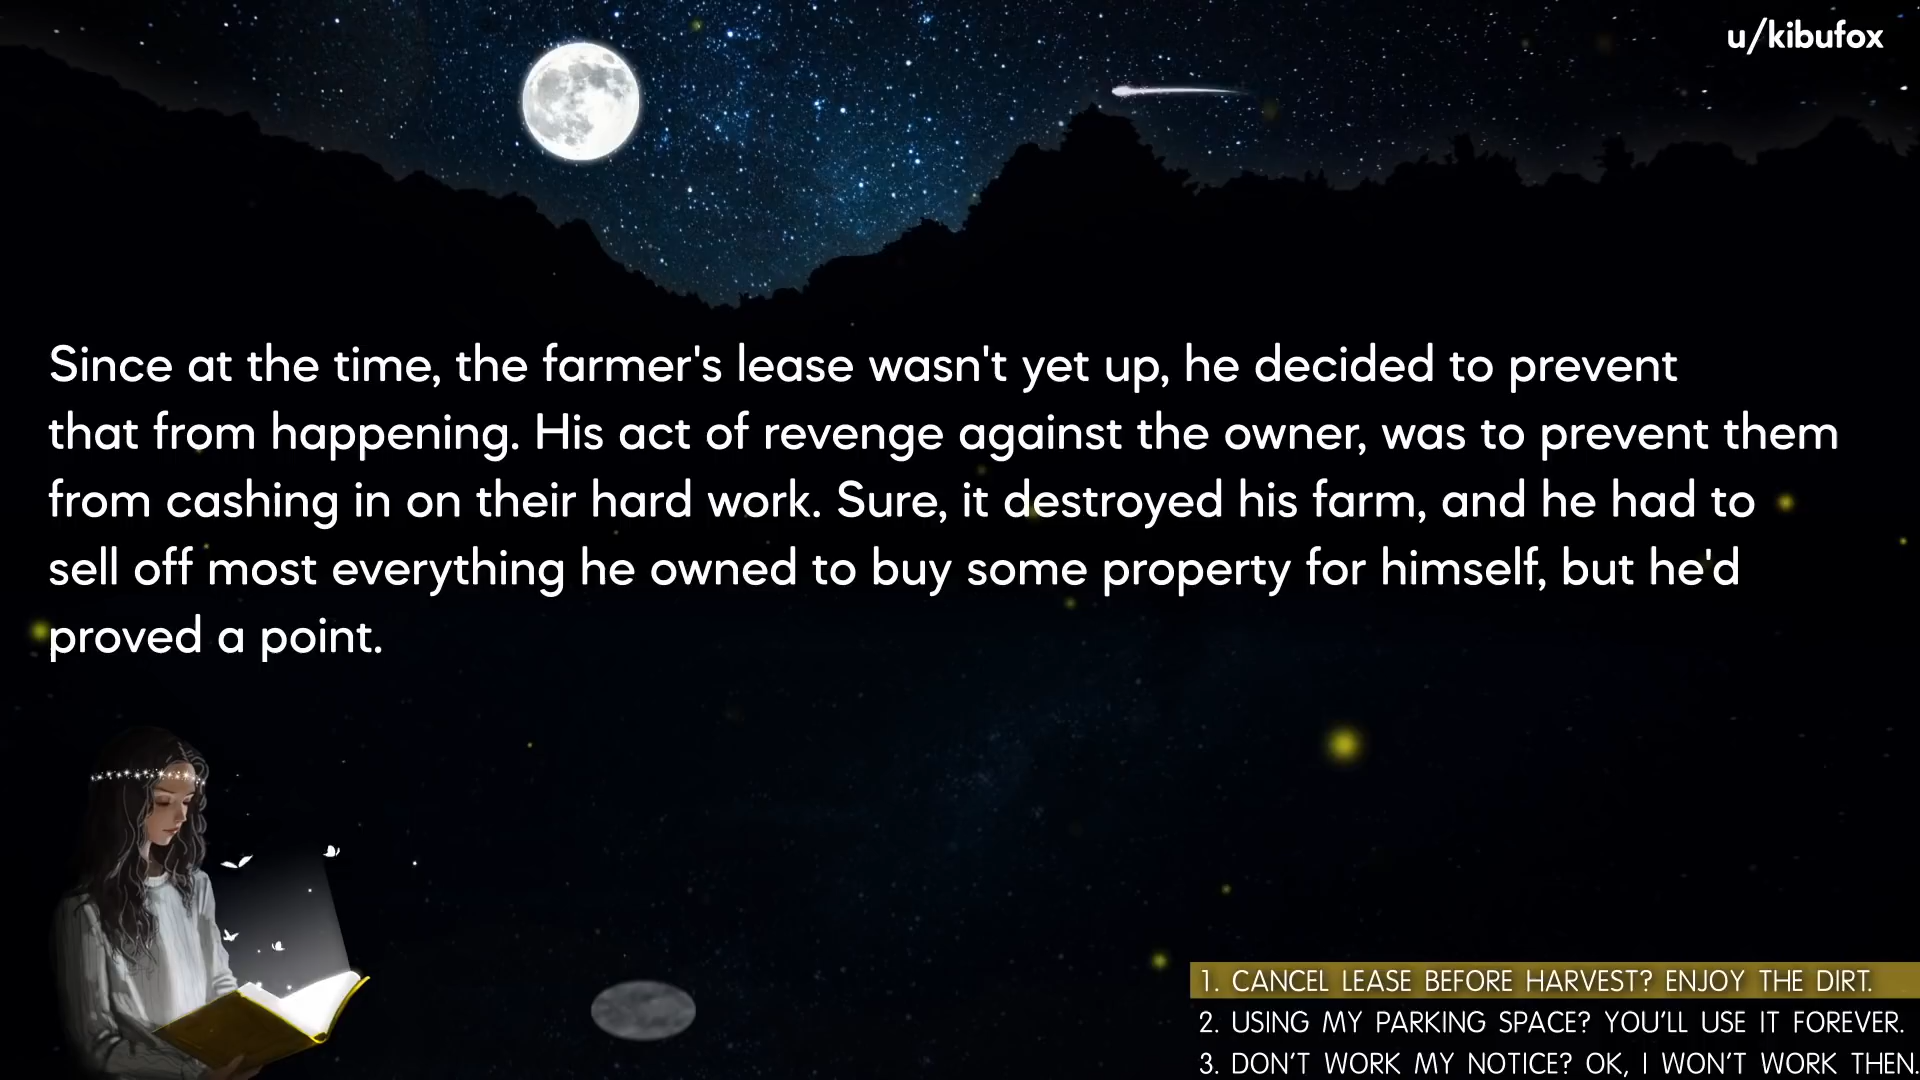 u/kibufox
Since at the time, the farmer's lease wasn't yet up, he decided to prevent
that from happening. His act of revenge against the owner, was to prevent them
from cashing in on their hard work. Sure, it destroyed his farm, and he had to
sell off most everything he owned to buy some property for himself, but he'd
proved a point.
1. CANCEL LEASE BEFORE HARVEST? ENJOY THE DIRT.
2. USING MY PARKING SPACE? YOU'LL USE IT FOREVER.
3. DON'T WORK MY NOTICE? OK, I WON'T WORK THEN.